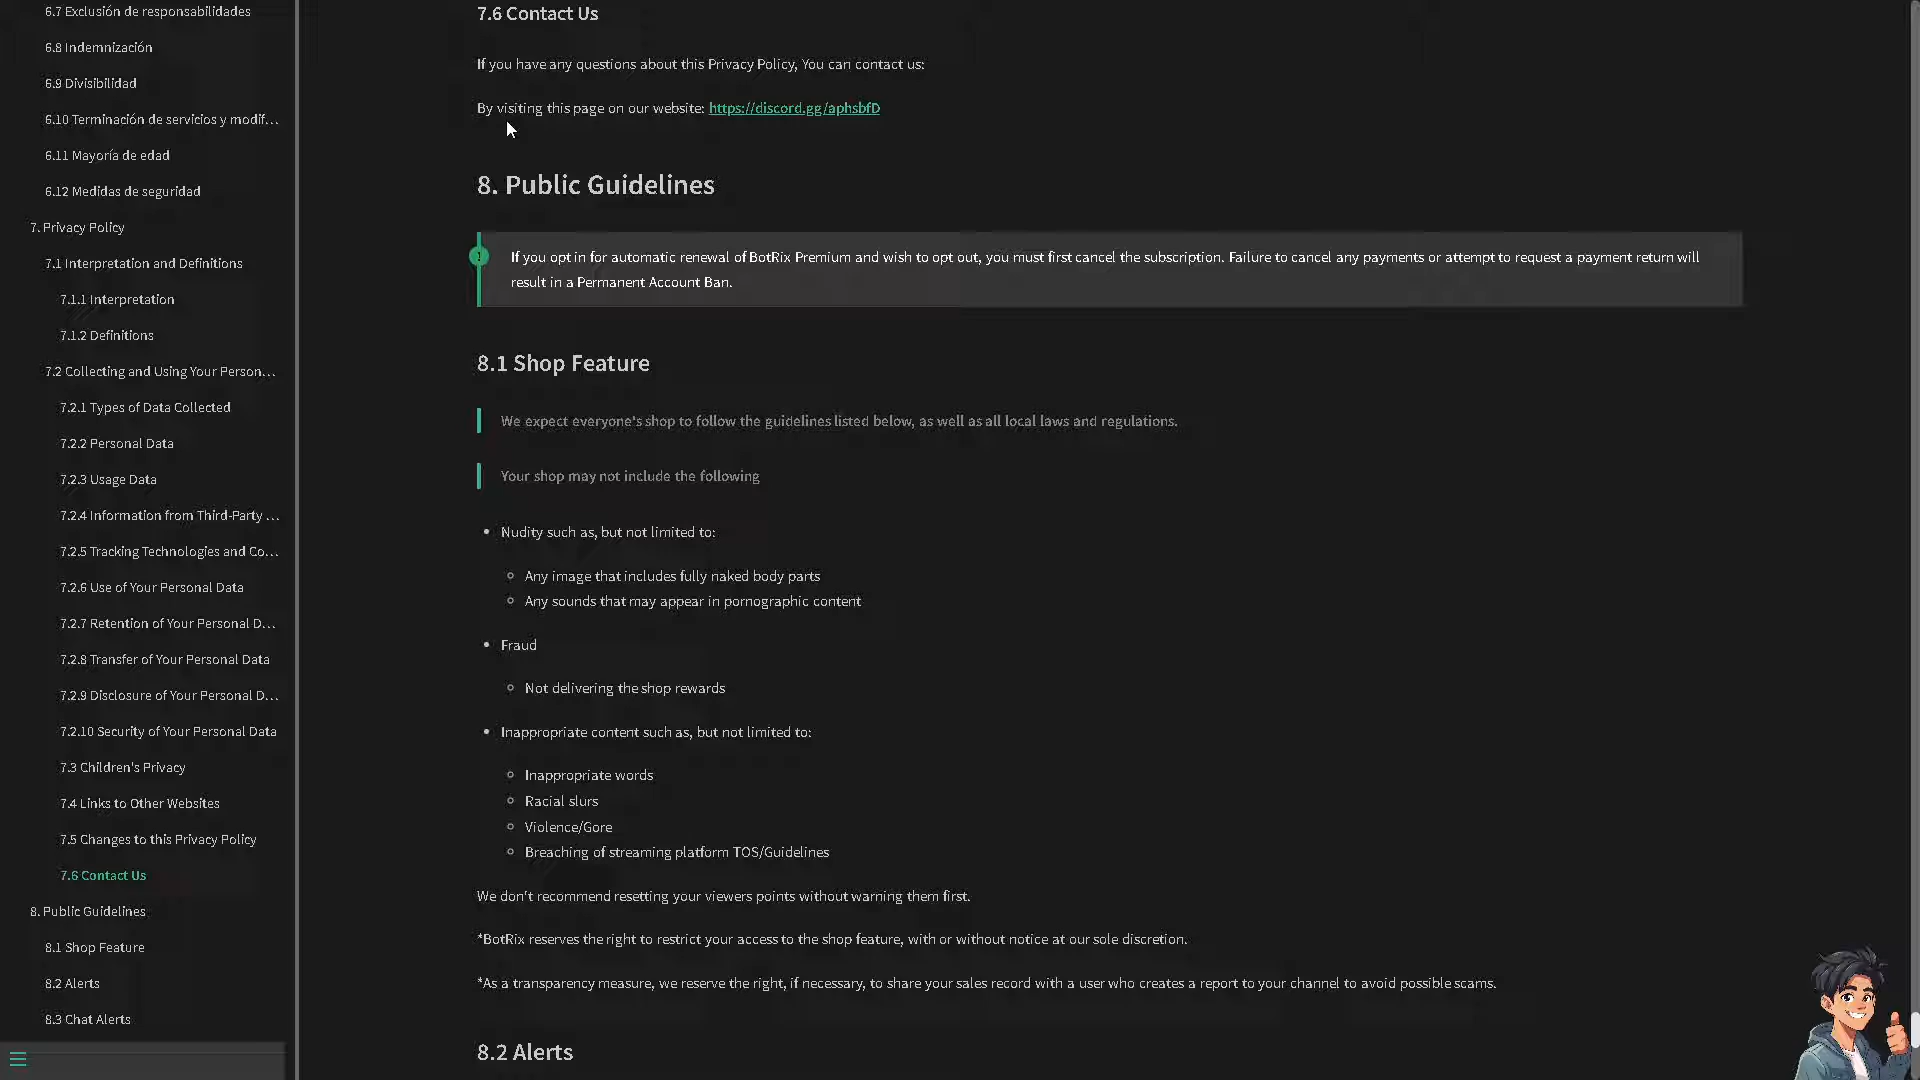 6.7 Exclusión de responsabilidades
6.8 Indemnización
6.9 Divisibilidad
6.10 Terminación de servicios y modif...
6.11 Mayoría de edad
6.12 Medidas de seguridad
7. Privacy Policy
7.1 Interpretation and Definitions
7.1.1 Interpretation
7.1.2 Definitions
7.2 Collecting and Using Your Person...
7.2.1 Types of Data Collected
7.2.2 Personal Data
7.2.3 Usage Data
7.2.4 Information from Third-Party ...
7.2.5 Tracking Technologies and Co...
7.2.6 Use of Your Personal Data
7.2.7 Retention of Your Personal D...
7.2.8 Transfer of Your Personal Data
7.2.9 Disclosure of Your Personal D...
7.2.10 Security of Your Personal Data
7.3 Children's Privacy
7.4 Links to Other Websites
7.5 Changes to this Privacy Policy
7.6 Contact Us
8. Public Guidelines
8.1 Shop Feature
8.2 Alerts
8.3 Chat Alerts
7.6 Contact Us
If you have any questions about this Privacy Policy, You can contact us:
By visiting this page on our website: https://discord.gg/aphsbfD
8. Public Guidelines
If you opt in for automatic renewal of BotRix Premium and wish to opt out, you must first cancel the subscription. Failure to cancel any payments or attempt to request a payment return will
result in a Permanent Account Ban.
8.1 Shop Feature
We expect everyone's shop to follow the guidelines listed below, as well as all local laws and regulations.
Your shop may not include the following
Nudity such as, but not limited to:
Any image that includes fully naked body parts
Any sounds that may appear in pornographic content
Fraud
Not delivering the shop rewards
Inappropriate content such as, but not limited to:
Inappropriate words
Racial slurs
Violence/Gore
Breaching of streaming platform TOS/Guidelines
We don't recommend resetting your viewers points without warning them first.
*BotRix reserves the right to restrict your access to the shop feature, with or without notice at our sole discretion.
*As a transparency measure, we reserve the right, if necessary, to share your sales record with a user who creates a report to your channel to avoid possible scams.
8.2 Alerts